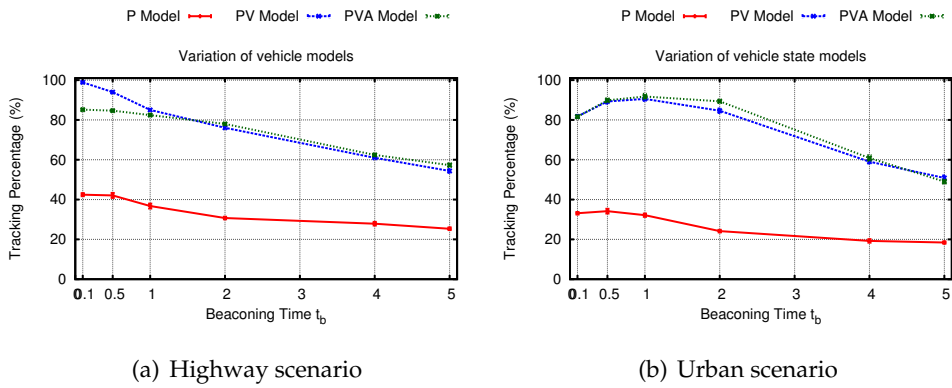 P Model PV Model PVA Model
Variation of vehicle models
Tracking Percentage (%)
100
80
60
40
20
0
0.1 0.5 1 2 3 4 5
Beaconing Time t_b
(a) Highway scenario
P Model PV Model PVA Model
Variation of vehicle state models
Tracking Percentage (%)
100
80
60
40
20
0
0.1 0.5 1 2 3 4 5
Beaconing Time t_b
(b) Urban scenario